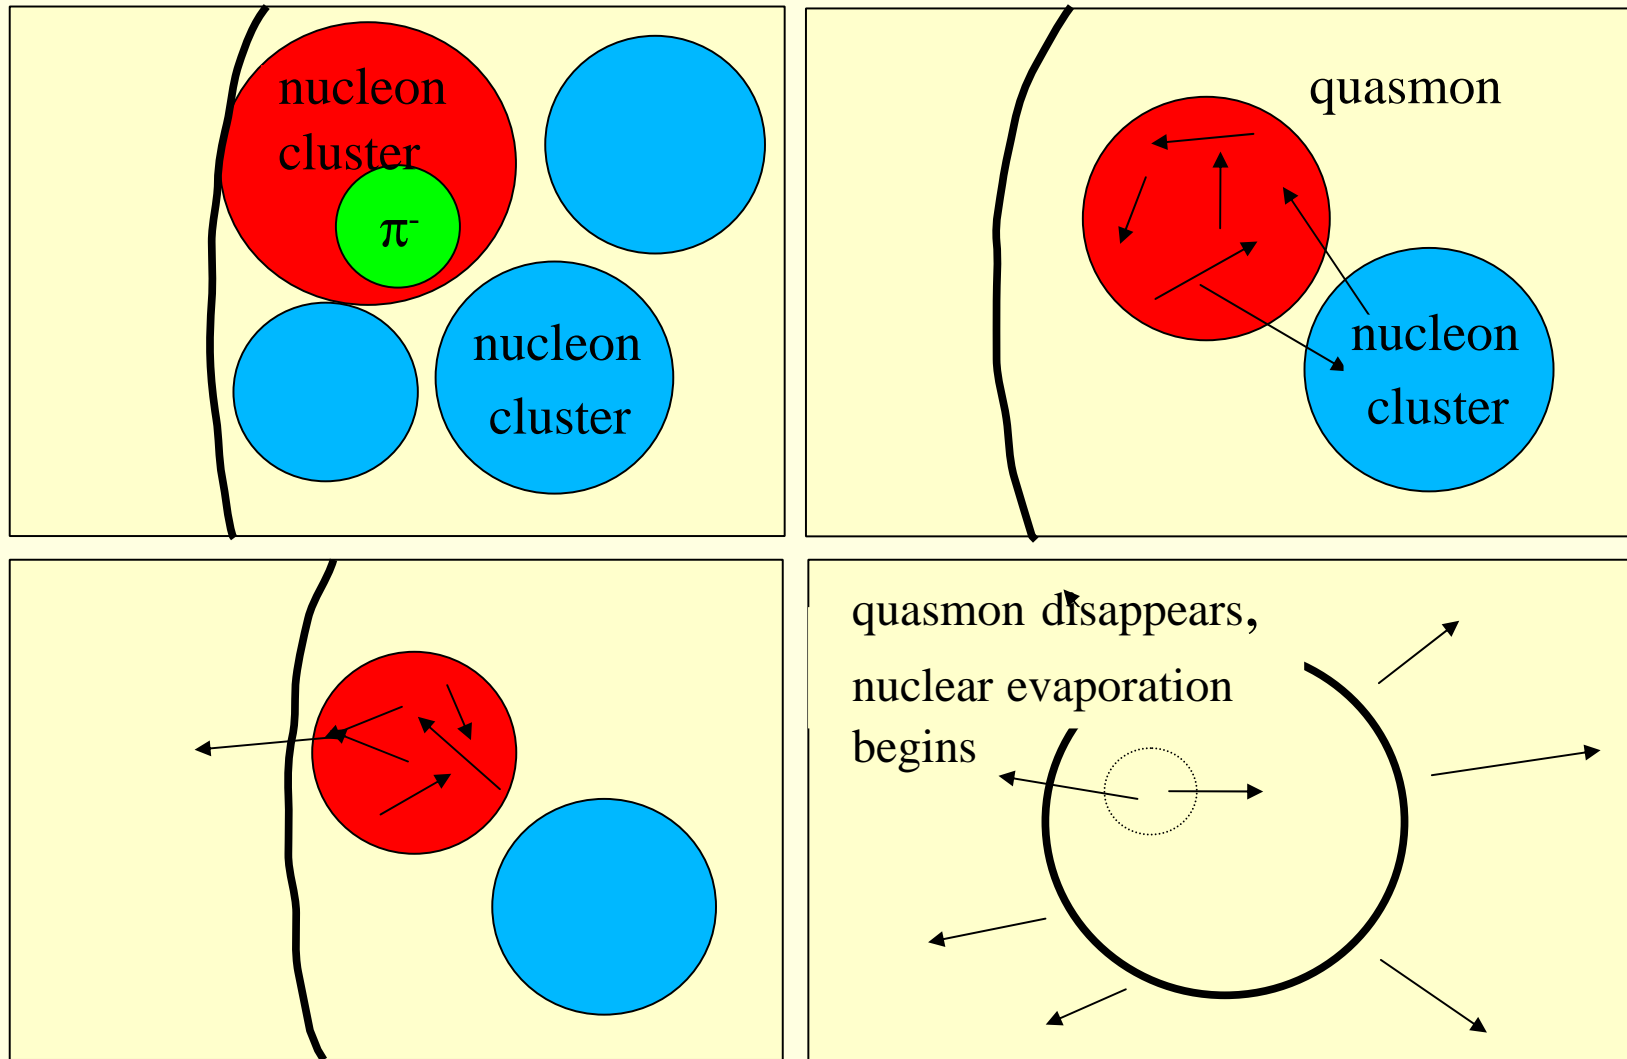 nucleon
cluster
π⁻
nucleon
cluster
quasmon
nucleon
cluster
quasmon disappears,
nuclear evaporation
begins